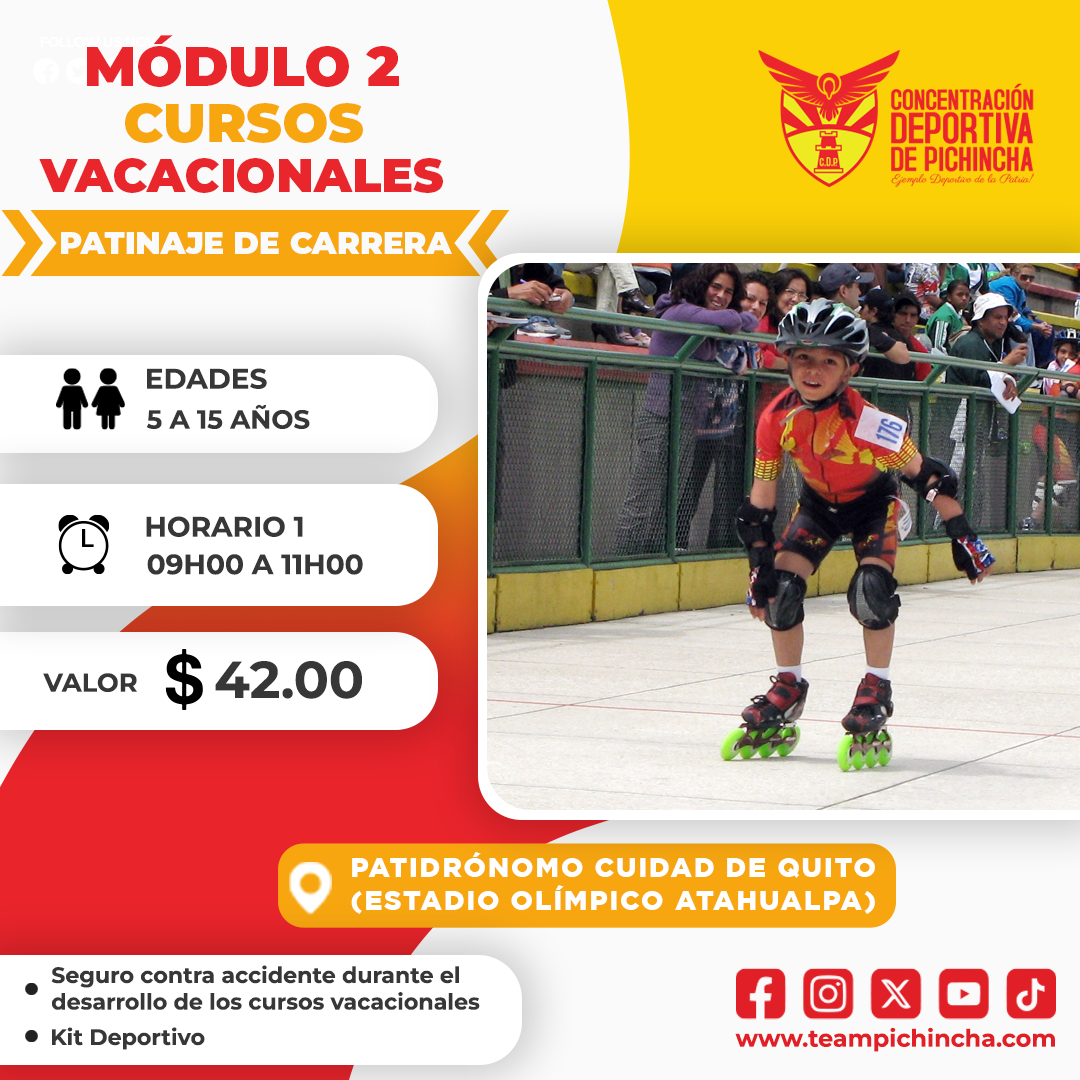 MÓDULO 2
CURSOS
VACACIONALES
PATINAJE DE CARRERA
C.D.P.
CONCENTRACIÓN
DEPORTIVA
DE PICHINCHA
Ejemplo Deportivo de la Patria!
EDADES
5 A 15 AÑOS
HORARIO 1
09H00 A 11H00
VALOR $ 42.00
176
PATIDRÓNOMO CUIDAD DE QUITO
(ESTADIO OLÍMPICO ATAHUALPA)
• Seguro contra accidente durante el
desarrollo de los cursos vacacionales
• Kit Deportivo
www.teampichincha.com